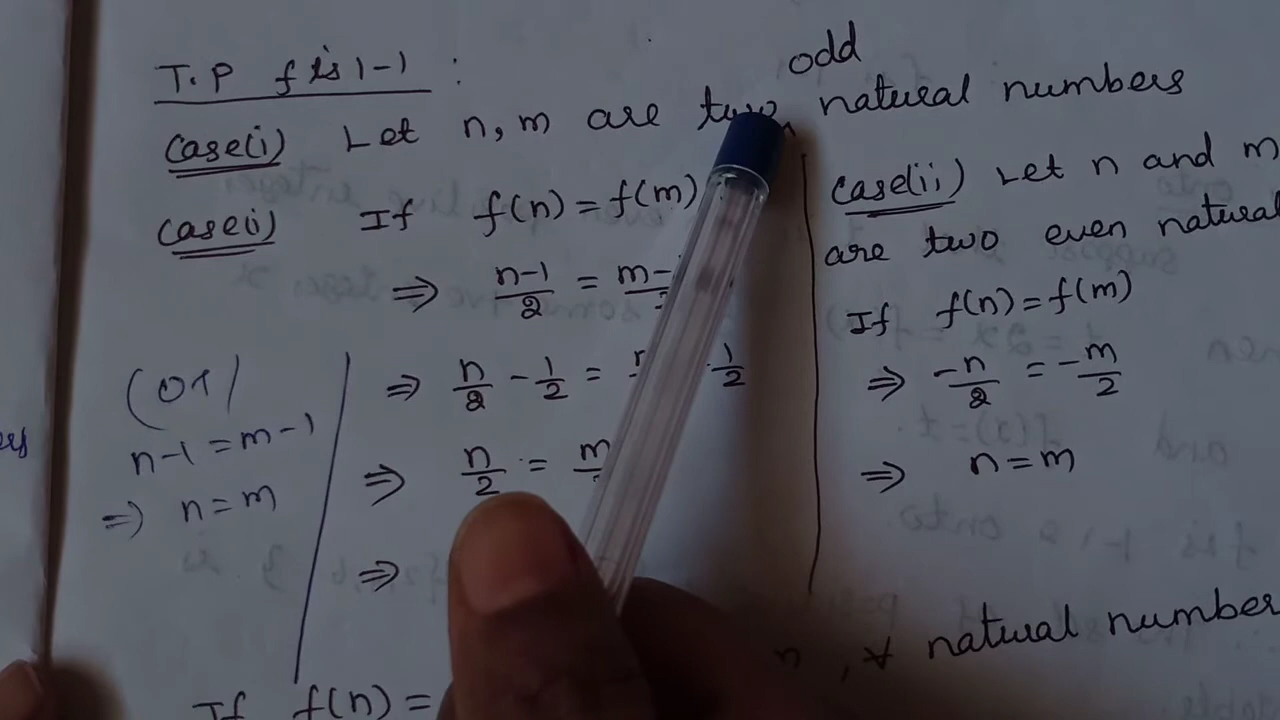 T.P f is 1-1 :
odd
case(i) Let n, m are two natural numbers
case(i) If f(n) = f(m)
⇒ n-1/2 = m-
⇒ n/2 - 1/2 = 1/2
⇒ n/2 = m
⇒
(or)
n-1 = m-1
⇒ n = m
case(ii) Let n and m
are two even natural
If f(n) = f(m)
⇒ -n/2 = -m/2
⇒ n = m
n, ∀ natural number
If f(n) =